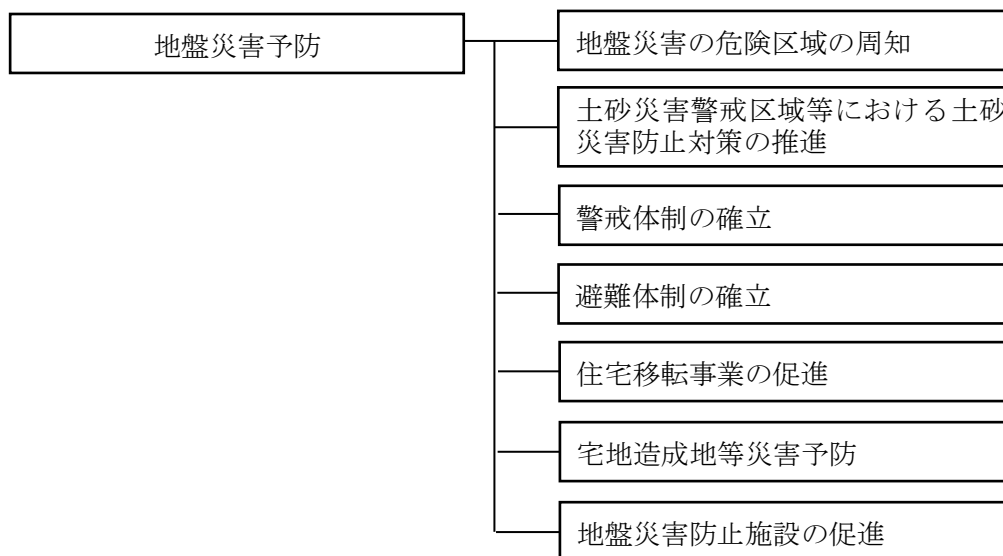 地盤災害予防
地盤災害の危険区域の周知
土砂災害警戒区域等における土砂
災害防止対策の推進
警戒体制の確立
避難体制の確立
住宅移転事業の促進
宅地造成地等災害予防
地盤災害防止施設の促進